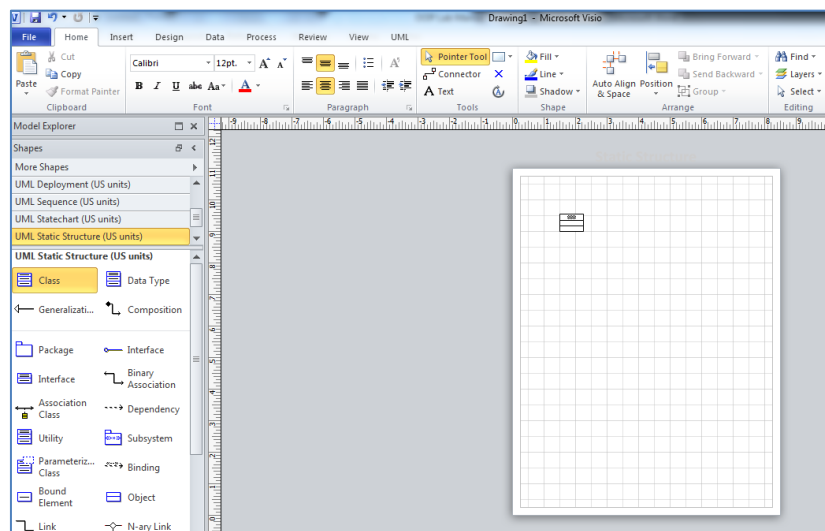 Drawing1 - Microsoft Visio
File Home Insert Design Data Process Review View UML
Cut
Copy
Format Painter
Paste
Clipboard
Calibri 12pt. A A
B I U abc Aa A
Font
Paragraph
Pointer Tool
Connector
A Text
Tools
Fill
Line
Shadow
Shape
Auto Align & Space
Position
Bring Forward
Send Backward
Group
Arrange
Find
Layers
Select
Editing
Model Explorer
Shapes
More Shapes
UML Deployment (US units)
UML Sequence (US units)
UML Statechart (US units)
UML Static Structure (US units)
UML Static Structure (US units)
Class Data Type
Generalizati... Composition
Package Interface
Interface Binary Association
Association Class Dependency
Utility Subsystem
Parameteriz... Class Binding
Bound Element Object
Link N-ary Link